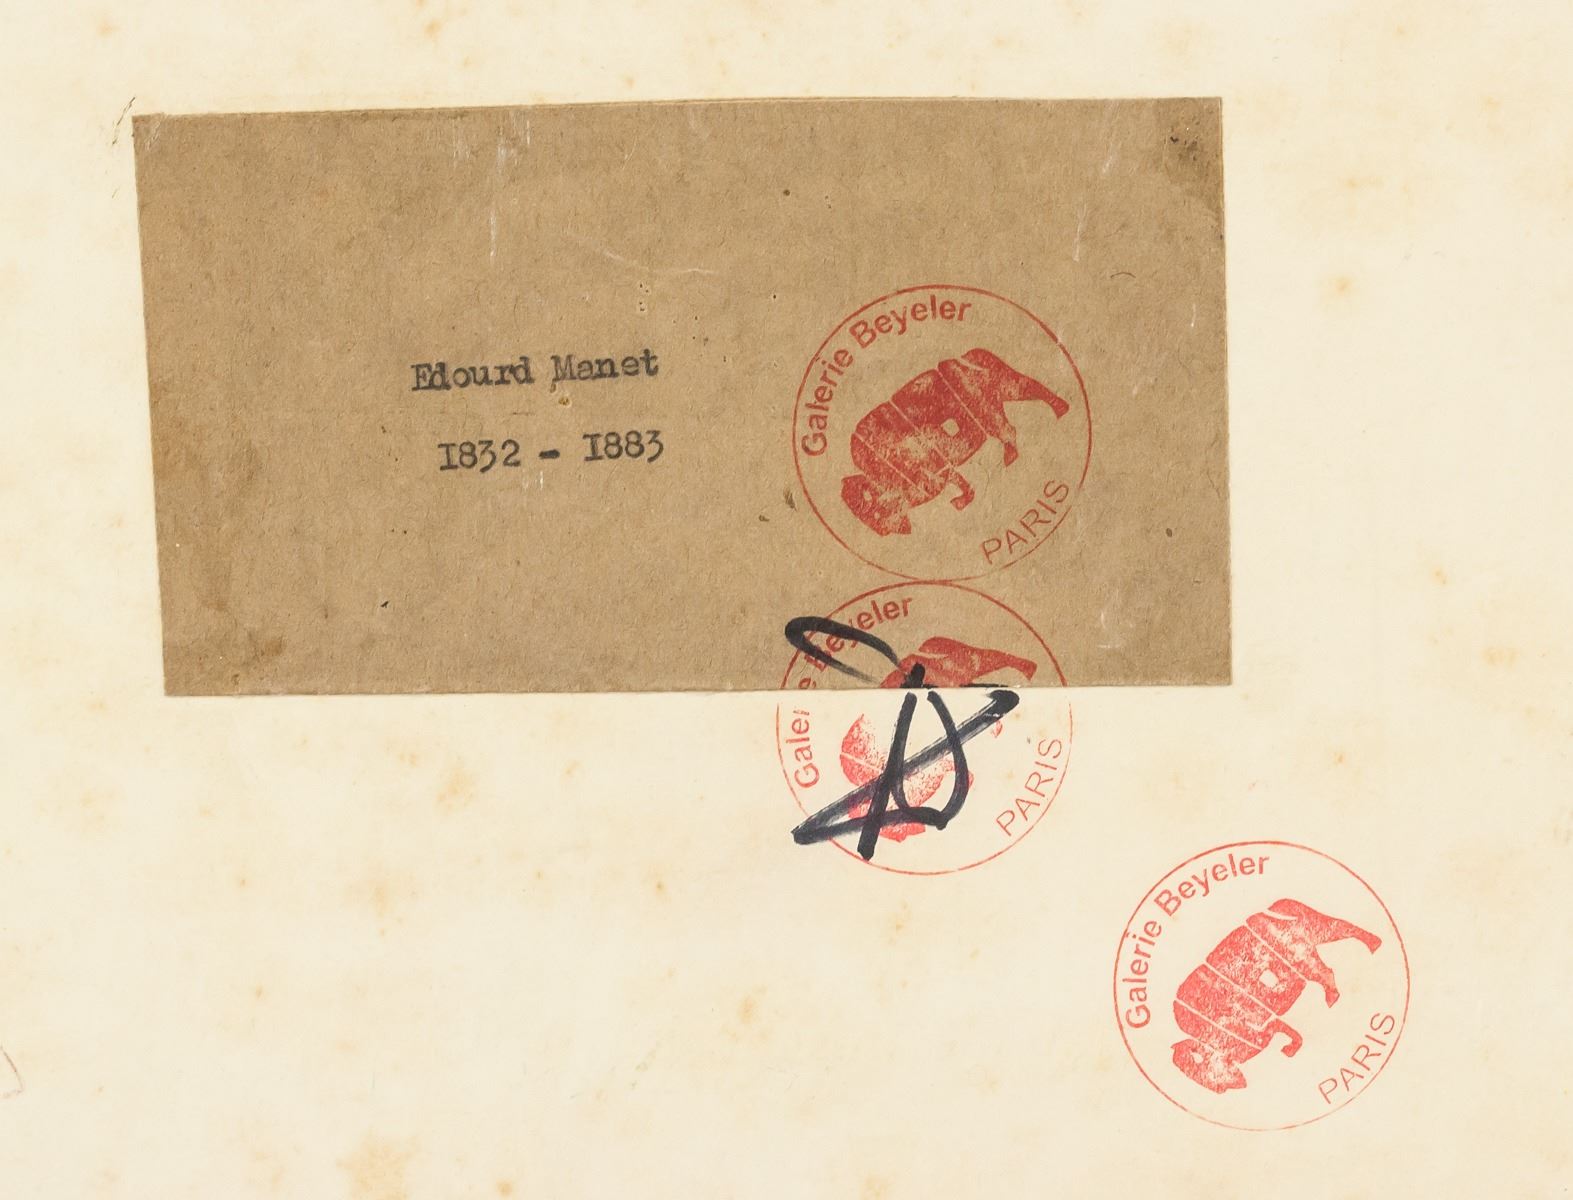 Edourd Manet
1832 - 1883
Galerie Beyeler
PARIS
Galerie Beyeler
PARIS
Galerie Beyeler
PARIS